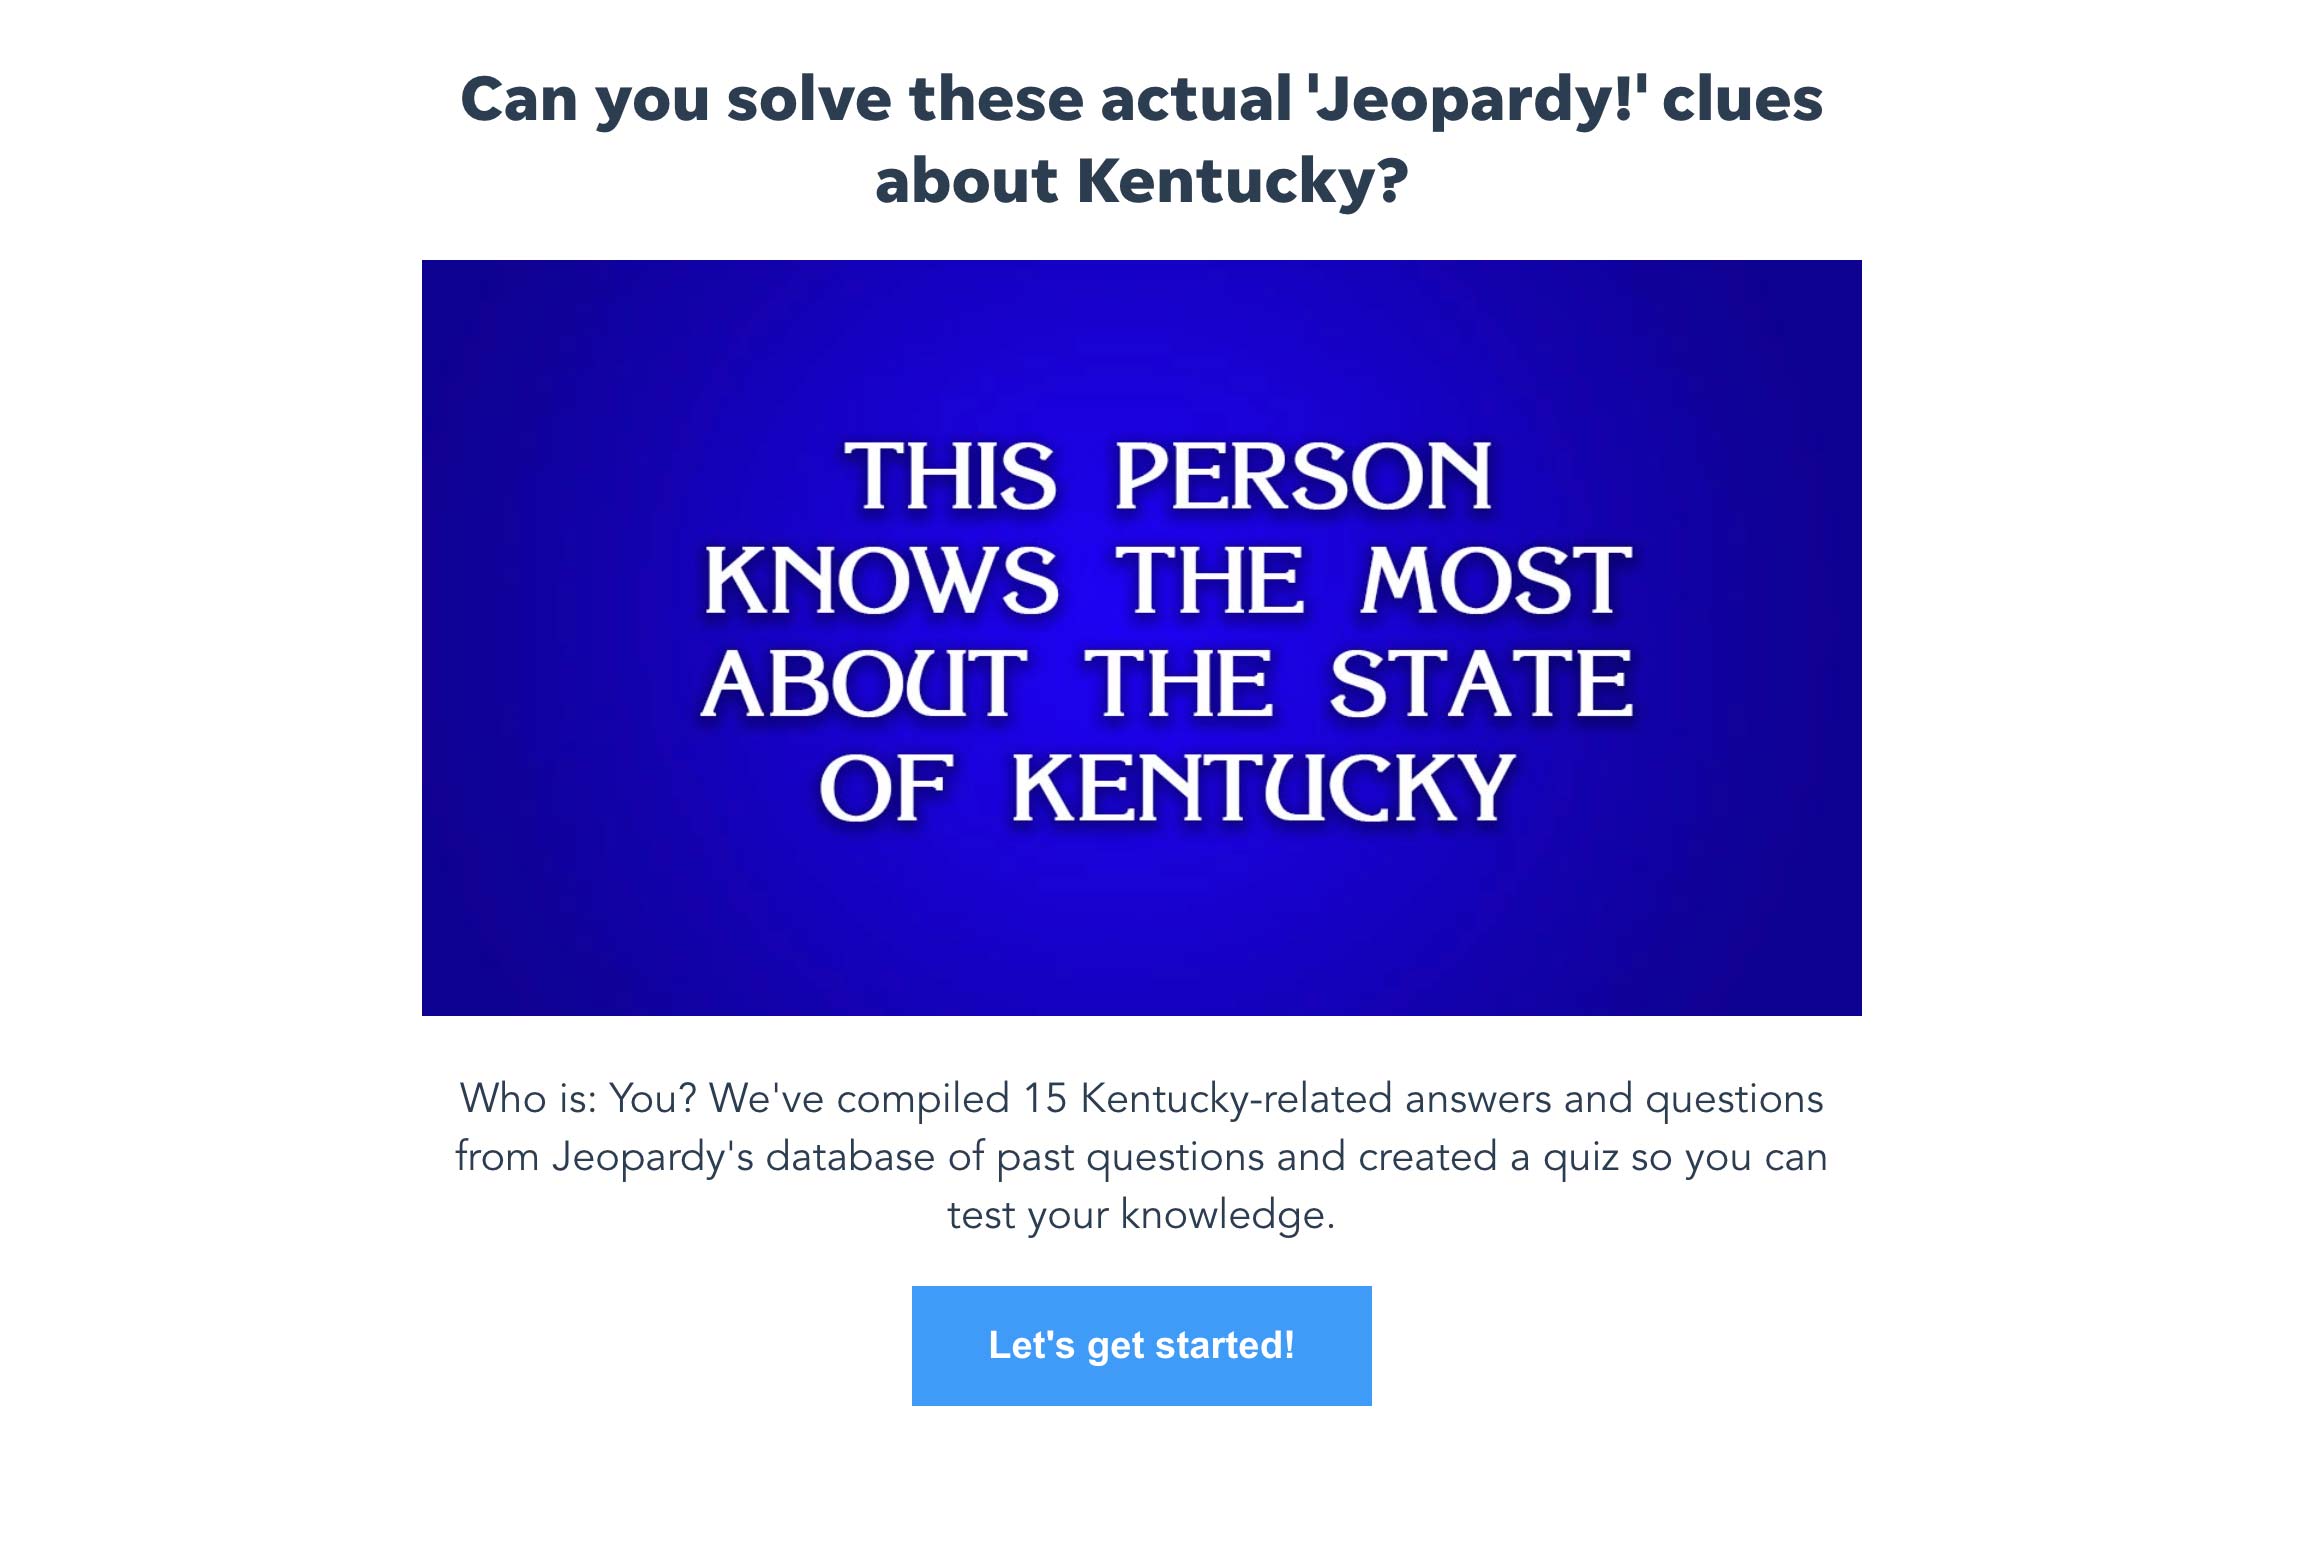 Can you solve these actual 'Jeopardy!' clues
about Kentucky?
THIS PERSON
KNOWS THE MOST
ABOUT THE STATE
OF KENTUCKY
Who is: You? We've compiled 15 Kentucky-related answers and questions
from Jeopardy's database of past questions and created a quiz so you can
test your knowledge.
Let's get started!